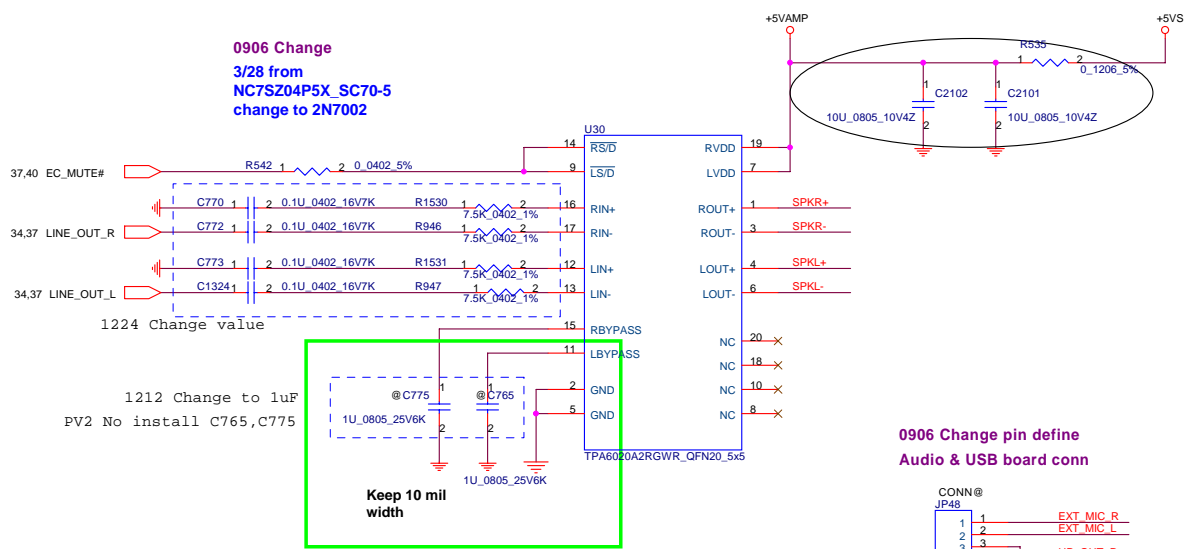 +5VAMP
+5VS
0906 Change
3/28 from
NC7SZ04P5X_SC70-5
change to 2N7002
R535
1
2
0_1206_5%
1
C2102
10U_0805_10V4Z
2
1
C2101
10U_0805_10V4Z
2
U30
37,40 EC_MUTE#
R542 1 2 0_0402_5%
14 RS/D
9 LS/D
RVDD 19
LVDD 7
C770 1 2 0.1U_0402_16V7K R1530 1 2 16 RIN+
7.5K_0402_1%
ROUT+ 1 SPKR+
34,37 LINE_OUT_R
C772 1 2 0.1U_0402_16V7K R946 1 2 17 RIN-
7.5K_0402_1%
ROUT- 3 SPKR-
C773 1 2 0.1U_0402_16V7K R1531 1 2 12 LIN+
7.5K_0402_1%
LOUT+ 4 SPKL+
34,37 LINE_OUT_L
C1324 1 2 0.1U_0402_16V7K R947 1 2 13 LIN-
7.5K_0402_1%
LOUT- 6 SPKL-
1224 Change value
15 RBYPASS
11 LBYPASS
NC 20
NC 18
NC 10
NC 8
2 GND
5 GND
1212 Change to 1uF
PV2 No install C765,C775
1
@ C775
1U_0805_25V6K
2
1
@ C765
2
1U_0805_25V6K
TPA6020A2RGWR_QFN20_5x5
Keep 10 mil
width
0906 Change pin define
Audio & USB board conn
CONN@
JP48
1 1 EXT_MIC_R
2 2 EXT_MIC_L
3 3